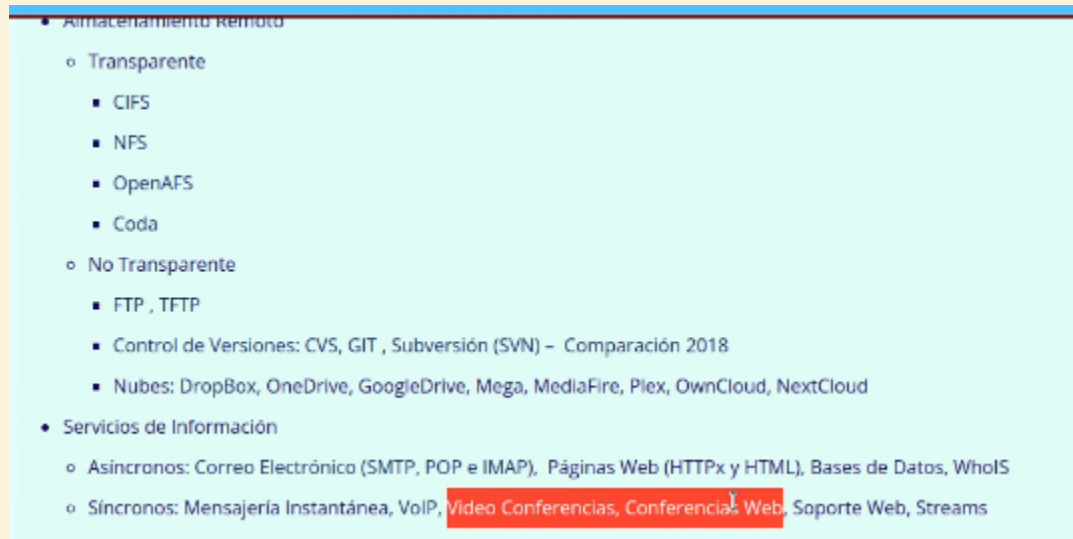 Almacenamiento Remoto
Transparente
CIFS
NFS
OpenAFS
Coda
No Transparente
FTP , TFTP
Control de Versiones: CVS, GIT , Subversión (SVN) – Comparación 2018
Nubes: DropBox, OneDrive, GoogleDrive, Mega, MediaFire, Plex, OwnCloud, NextCloud
Servicios de Información
Asíncronos: Correo Electrónico (SMTP, POP e IMAP), Páginas Web (HTTPx y HTML), Bases de Datos, WhoIS
Síncronos: Mensajería Instantánea, VoIP, Video Conferencias, Conferencias Web, Soporte Web, Streams